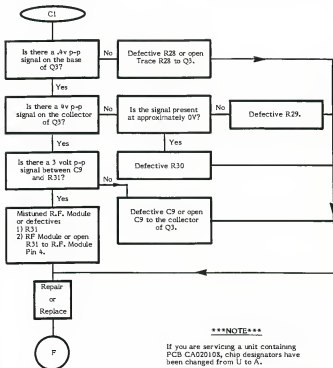 C1
Is there a .4v p-p
signal on the base
of Q3?
No
Defective R28 or open
Trace R28 to Q3.
Yes
Is there a 4v p-p
signal on the collector
of Q3?
No
Is the signal present
at approximately 0V?
No
Defective R29.
Yes
Yes
Is there a 3 volt p-p
signal between C9
and R31?
No
Defective R30
Defective C9 or open
C9 to the collector
of Q3.
Yes
Mistuned R.F. Module
or defective:
1) R31
2) RF Module or open
R31 to R.F. Module
Pin 4.
Repair
or
Replace
F
***NOTE***
If you are servicing a unit containing
PCB CA020108, chip designators have
been changed from U to A.